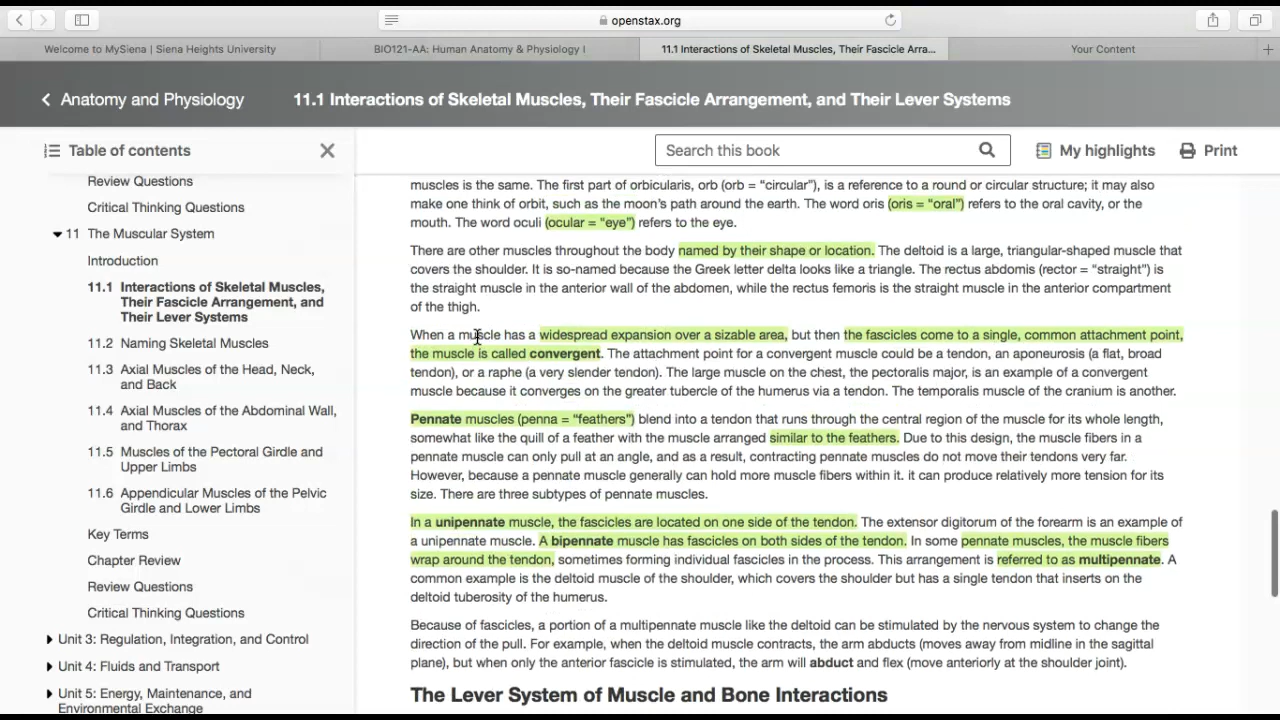 openstax.org
Welcome to MySiena | Siena Heights University
BIO121-AA: Human Anatomy & Physiology I
11.1 Interactions of Skeletal Muscles, Their Fascicle Arra...
Your Content
Anatomy and Physiology
11.1 Interactions of Skeletal Muscles, Their Fascicle Arrangement, and Their Lever Systems
Table of contents
Search this book
My highlights
Print
Review Questions
Critical Thinking Questions
11 The Muscular System
Introduction
11.1 Interactions of Skeletal Muscles,
Their Fascicle Arrangement, and
Their Lever Systems
11.2 Naming Skeletal Muscles
11.3 Axial Muscles of the Head, Neck,
and Back
11.4 Axial Muscles of the Abdominal Wall,
and Thorax
11.5 Muscles of the Pectoral Girdle and
Upper Limbs
11.6 Appendicular Muscles of the Pelvic
Girdle and Lower Limbs
Key Terms
Chapter Review
Review Questions
Critical Thinking Questions
Unit 3: Regulation, Integration, and Control
Unit 4: Fluids and Transport
Unit 5: Energy, Maintenance, and
Environmental Exchange
muscles is the same. The first part of orbicularis, orb (orb = “circular”), is a reference to a round or circular structure; it may also
make one think of orbit, such as the moon’s path around the earth. The word oris (oris = “oral”) refers to the oral cavity, or the
mouth. The word oculi (ocular = “eye”) refers to the eye.
There are other muscles throughout the body named by their shape or location. The deltoid is a large, triangular-shaped muscle that
covers the shoulder. It is so-named because the Greek letter delta looks like a triangle. The rectus abdomis (rector = “straight”) is
the straight muscle in the anterior wall of the abdomen, while the rectus femoris is the straight muscle in the anterior compartment
of the thigh.
When a muscle has a widespread expansion over a sizable area, but then the fascicles come to a single, common attachment point,
the muscle is called convergent. The attachment point for a convergent muscle could be a tendon, an aponeurosis (a flat, broad
tendon), or a raphe (a very slender tendon). The large muscle on the chest, the pectoralis major, is an example of a convergent
muscle because it converges on the greater tubercle of the humerus via a tendon. The temporalis muscle of the cranium is another.
Pennate muscles (penna = “feathers”) blend into a tendon that runs through the central region of the muscle for its whole length,
somewhat like the quill of a feather with the muscle arranged similar to the feathers. Due to this design, the muscle fibers in a
pennate muscle can only pull at an angle, and as a result, contracting pennate muscles do not move their tendons very far.
However, because a pennate muscle generally can hold more muscle fibers within it. it can produce relatively more tension for its
size. There are three subtypes of pennate muscles.
In a unipennate muscle, the fascicles are located on one side of the tendon. The extensor digitorum of the forearm is an example of
a unipennate muscle. A bipennate muscle has fascicles on both sides of the tendon. In some pennate muscles, the muscle fibers
wrap around the tendon, sometimes forming individual fascicles in the process. This arrangement is referred to as multipennate. A
common example is the deltoid muscle of the shoulder, which covers the shoulder but has a single tendon that inserts on the
deltoid tuberosity of the humerus.
Because of fascicles, a portion of a multipennate muscle like the deltoid can be stimulated by the nervous system to change the
direction of the pull. For example, when the deltoid muscle contracts, the arm abducts (moves away from midline in the sagittal
plane), but when only the anterior fascicle is stimulated, the arm will abduct and flex (move anteriorly at the shoulder joint).
The Lever System of Muscle and Bone Interactions